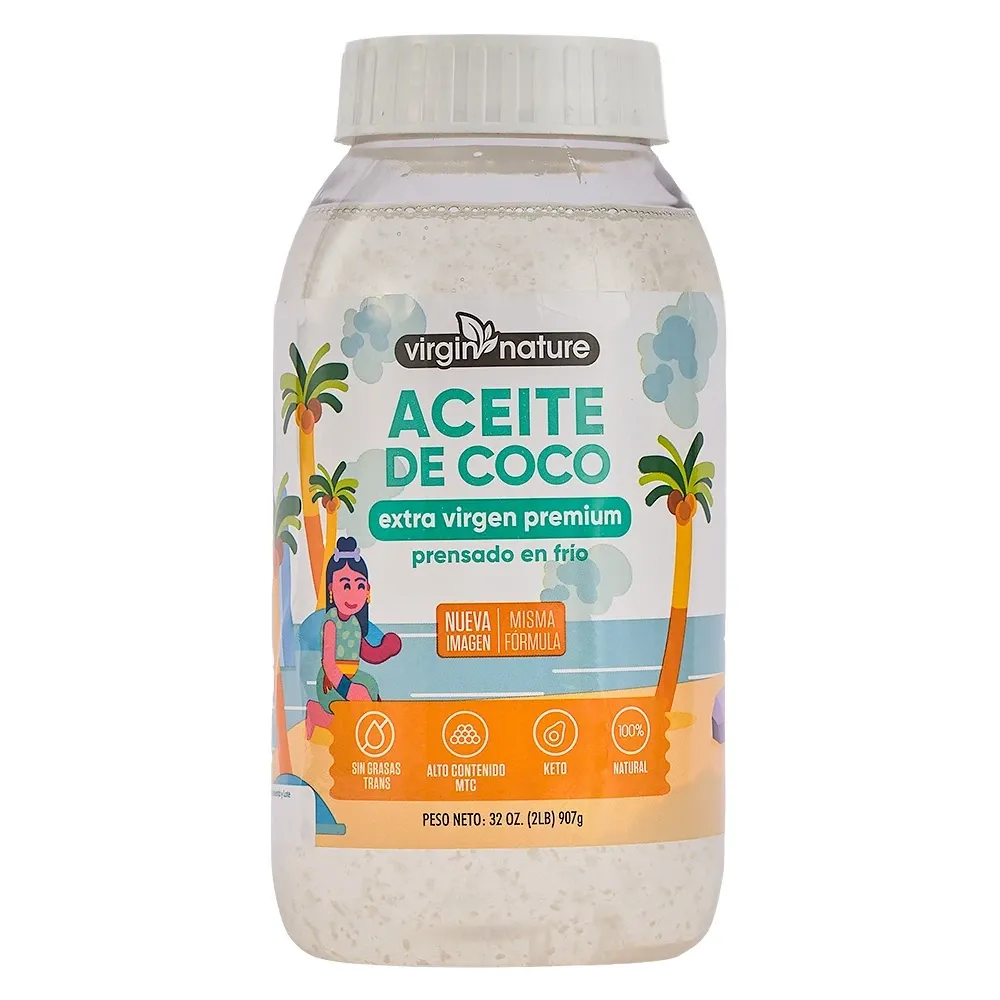 virgin nature
ACEITE
DE COCO
extra virgen premium
prensado en frío
NUEVA
IMAGEN
MISMA
FÓRMULA
SIN GRASAS
TRANS
ALTO CONTENIDO
MTC
KETO
100%
NATURAL
PESO NETO: 32 OZ. (2LB) 907g